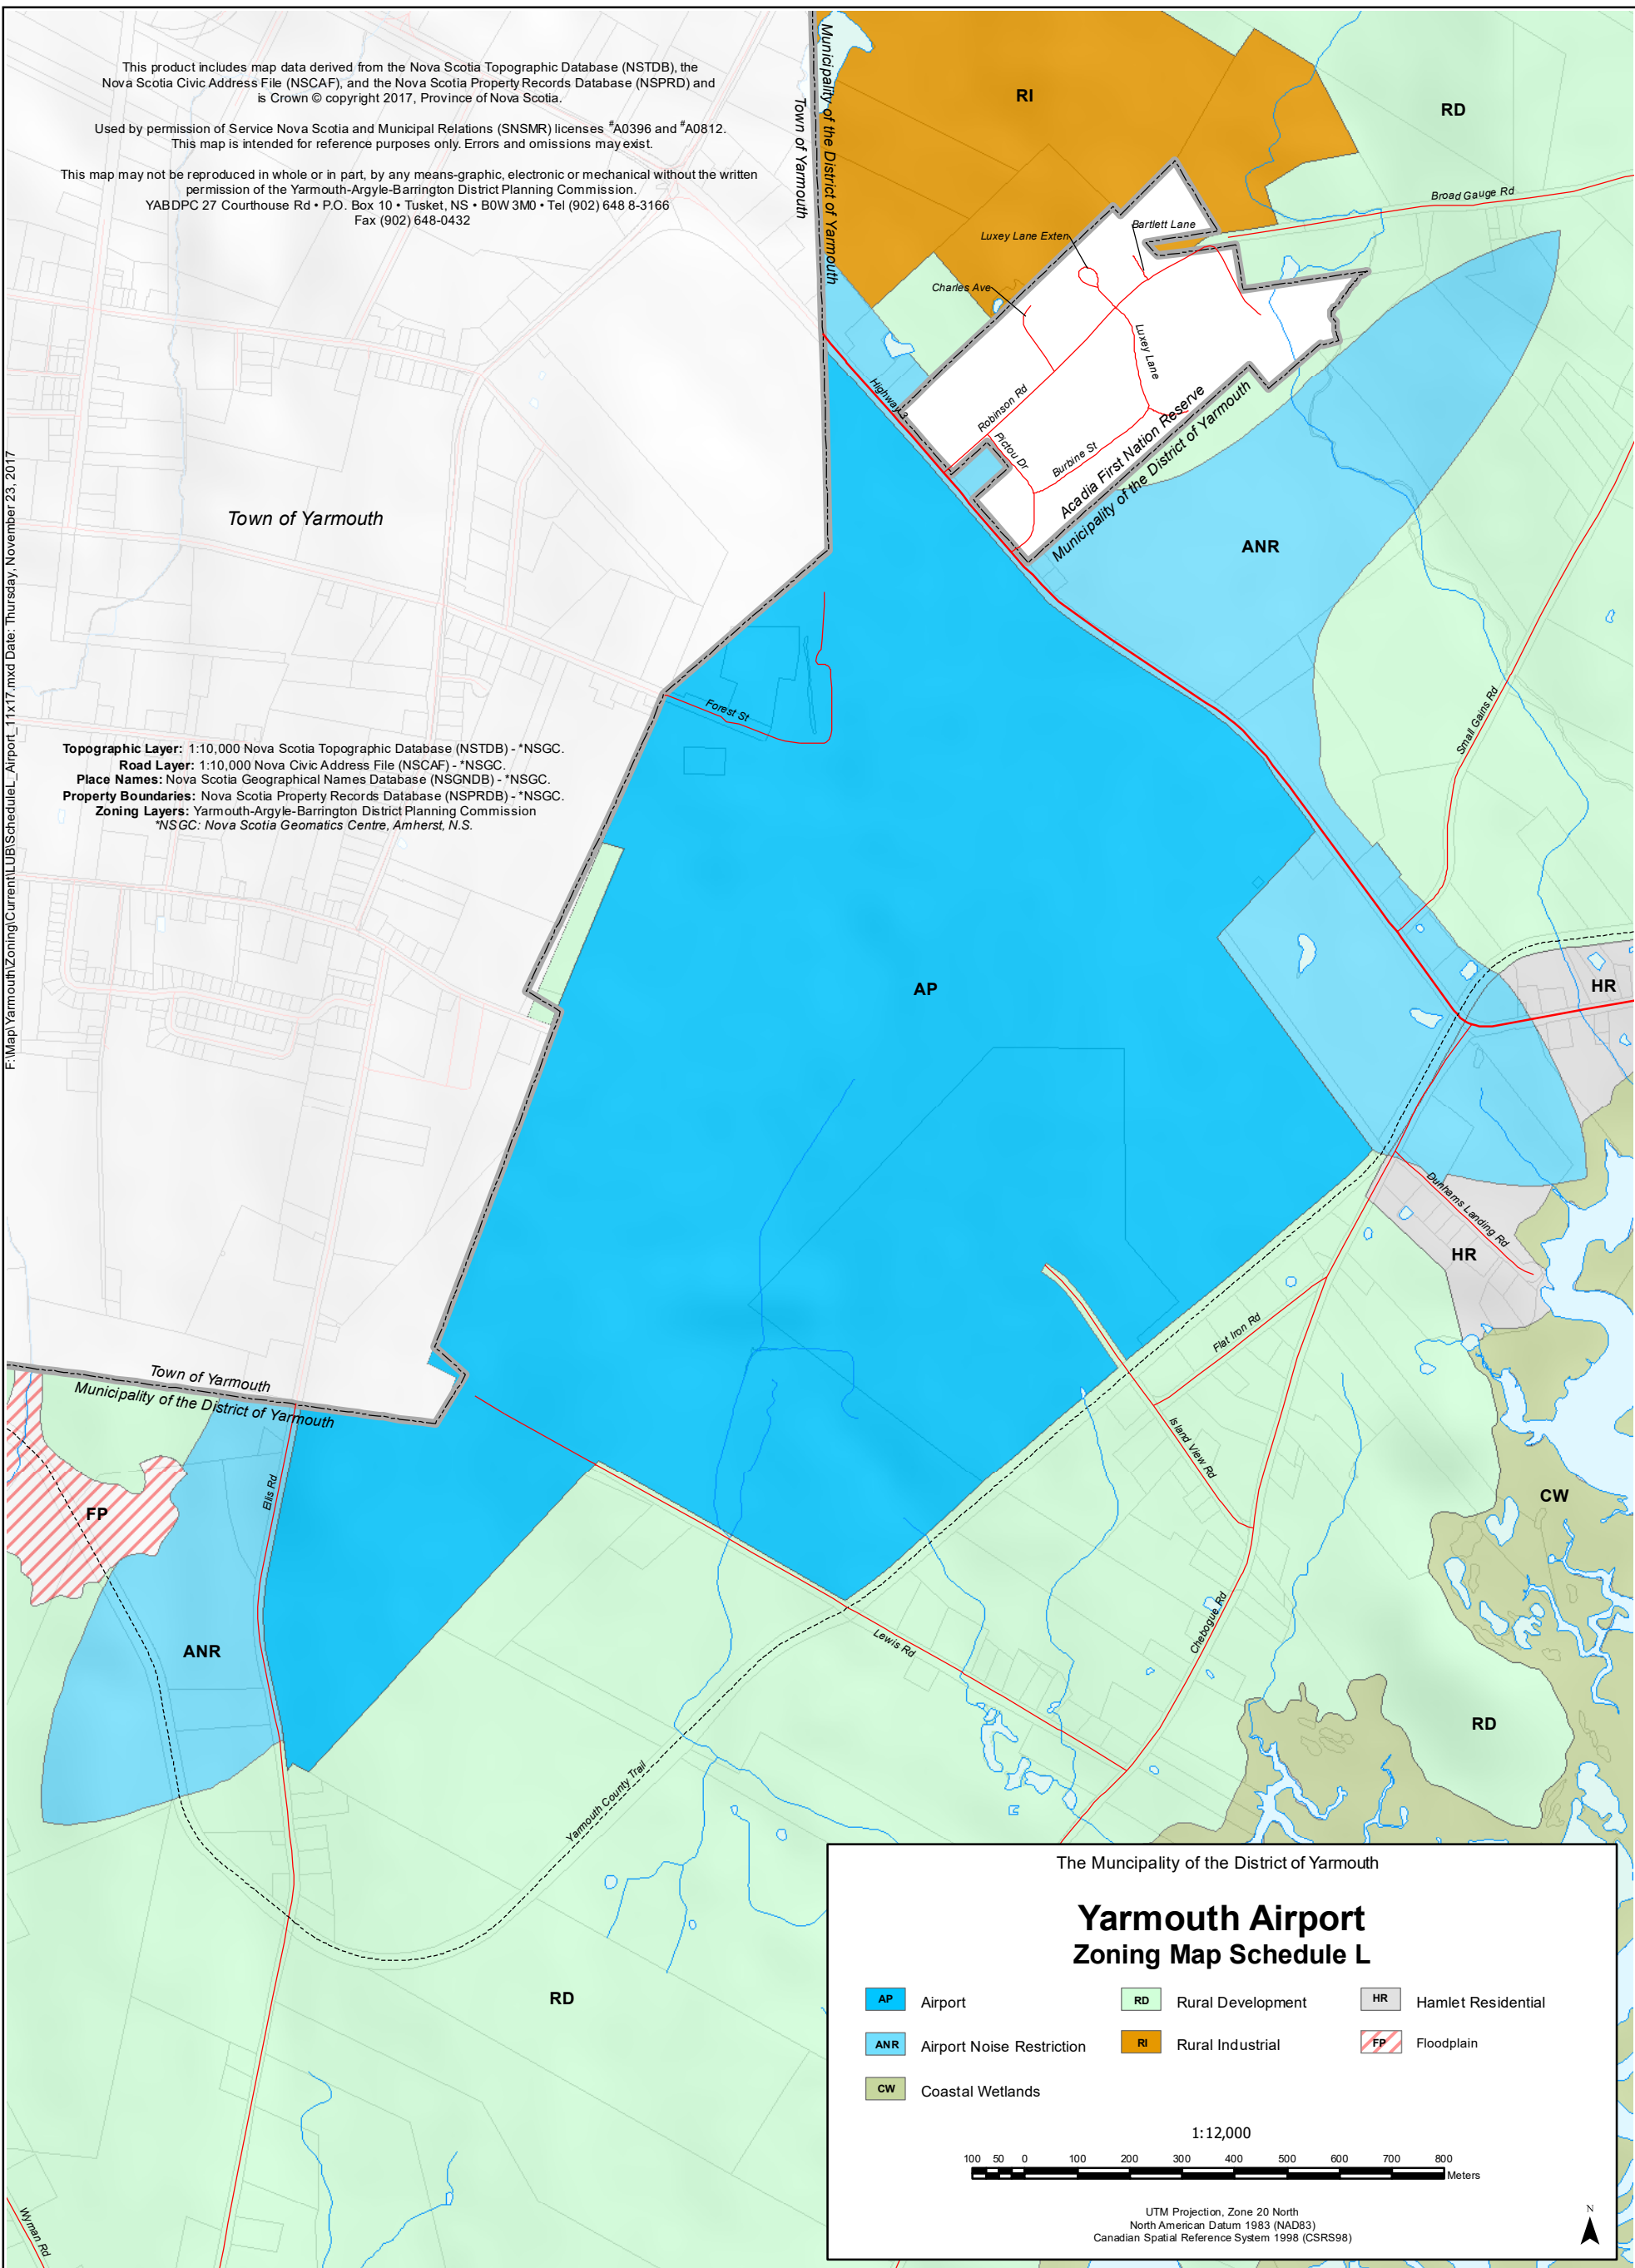 This product includes map data derived from the Nova Scotia Topographic Database (NSTDB), the
Nova Scotia Civic Address File (NSCAF), and the Nova Scotia Property Records Database (NSPRD) and
is Crown © copyright 2017, Province of Nova Scotia.
Used by permission of Service Nova Scotia and Municipal Relations (SNSMR) licenses #A0396 and #A0812.
This map is intended for reference purposes only. Errors and omissions may exist.
This map may not be reproduced in whole or in part, by any means-graphic, electronic or mechanical without the written
permission of the Yarmouth-Argyle-Barrington District Planning Commission.
YABDPC 27 Courthouse Rd • P.O. Box 10 • Tusket, NS • B0W 3M0 • Tel (902) 648 8-3166
Fax (902) 648-0432
Town of Yarmouth
Municipality of the District of Yarmouth
RI
RD
Broad Gauge Rd
Bartlett Lane
Luxey Lane Exten
Charles Ave
Luxey Lane
Highway 3
Robinson Rd
Pictou Dr
Burbine St
Acadia First Nation Reserve
Municipality of the District of Yarmouth
Town of Yarmouth
ANR
F:\Map\Yarmouth\Zoning\Current\LUB\ScheduleL_Airport_11x17.mxd Date: Thursday, November 23, 2017
Forest St
Small Gains Rd
Topographic Layer: 1:10,000 Nova Scotia Topographic Database (NSTDB) - *NSGC.
Road Layer: 1:10,000 Nova Civic Address File (NSCAF) - *NSGC.
Place Names: Nova Scotia Geographical Names Database (NSGNDB) - *NSGC.
Property Boundaries: Nova Scotia Property Records Database (NSPRDB) - *NSGC.
Zoning Layers: Yarmouth-Argyle-Barrington District Planning Commission
*NSGC: Nova Scotia Geomatics Centre, Amherst, N.S.
AP
HR
Dunhams Landing Rd
HR
Flat Iron Rd
Town of Yarmouth
Municipality of the District of Yarmouth
Island View Rd
Ellis Rd
FP
CW
Chebogue Rd
Lewis Rd
ANR
RD
Yarmouth County Trail
RD
Wyman Rd
The Muncipality of the District of Yarmouth
Yarmouth Airport
Zoning Map Schedule L
AP Airport
RD Rural Development
HR Hamlet Residential
ANR Airport Noise Restriction
RI Rural Industrial
FP Floodplain
CW Coastal Wetlands
1:12,000
100 50 0 100 200 300 400 500 600 700 800
Meters
UTM Projection, Zone 20 North
North American Datum 1983 (NAD83)
Canadian Spatial Reference System 1998 (CSRS98)
N